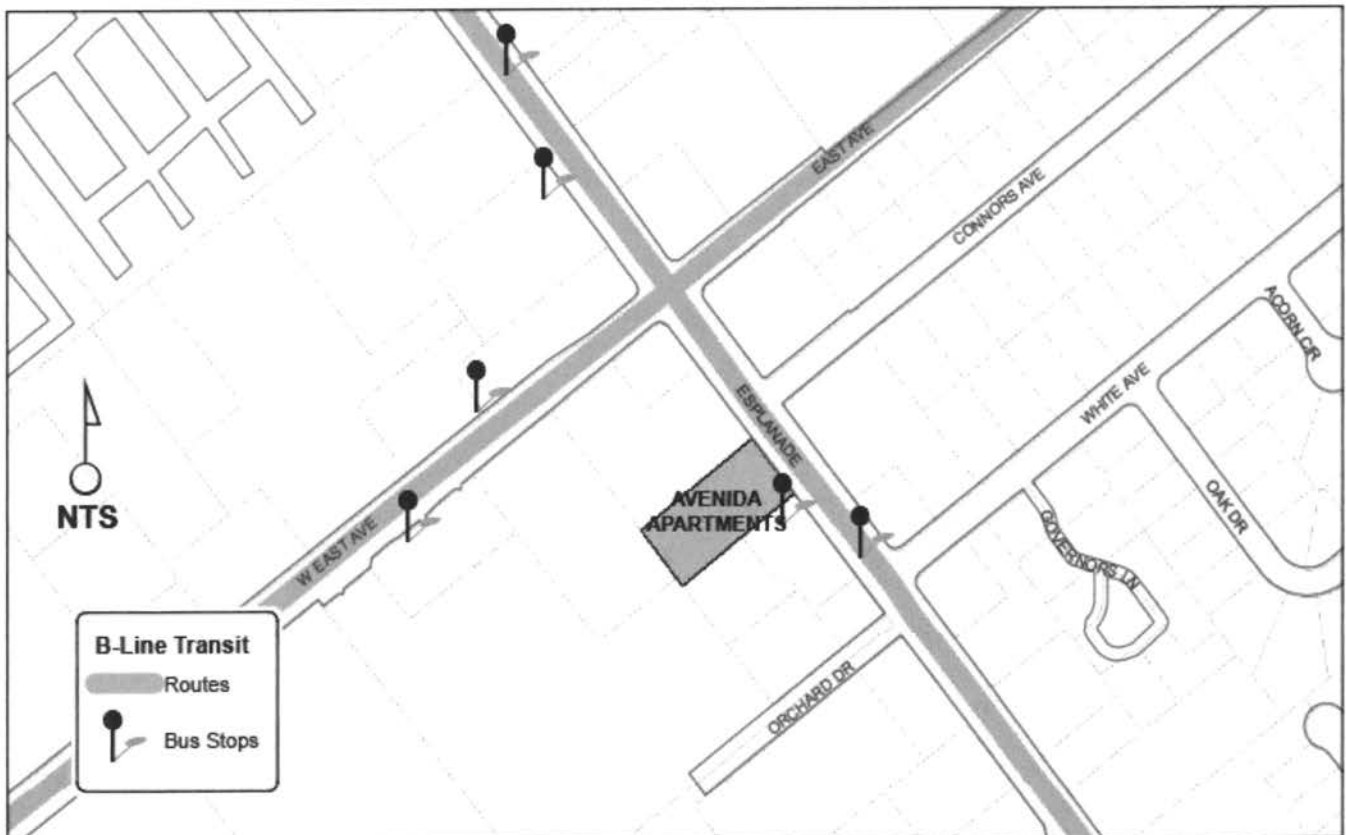 EAST AVE
CONNORS AVE
ACORN CIR
WHITE AVE
ESPLANADE
OAK DR
AVENIDA
APARTMENTS
NTS
W EAST AVE
GOVERNORS LN
ORCHARD DR
B-Line Transit
Routes
Bus Stops